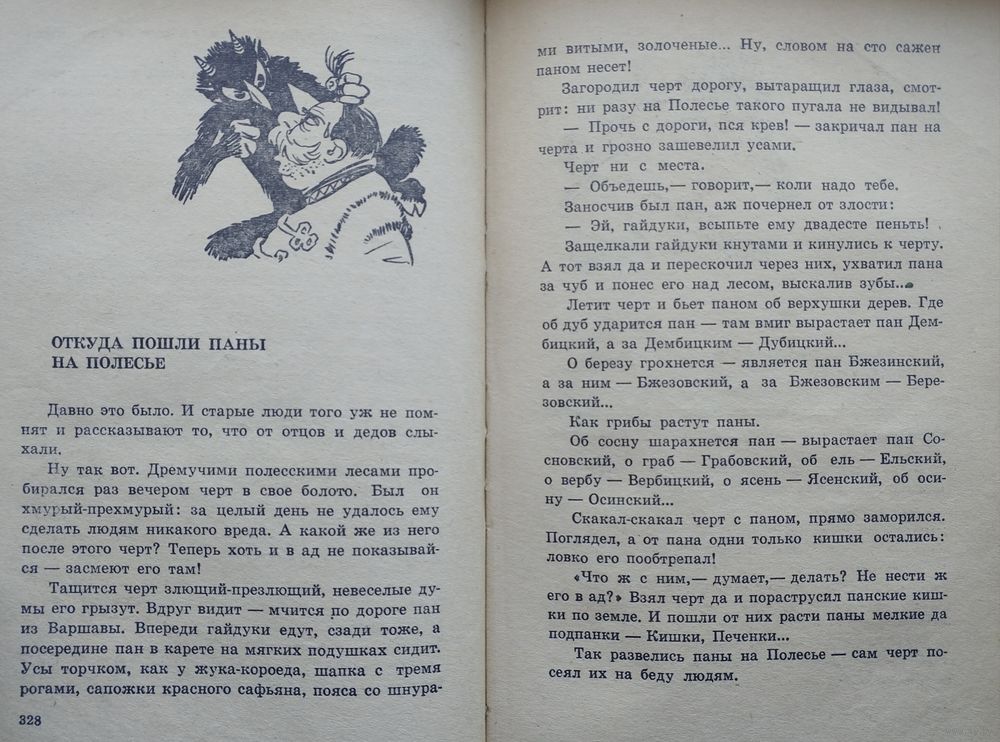 ОТКУДА ПОШЛИ ПАНЫ
НА ПОЛЕСЬЕ
Давно это было. И старые люди того уж не пом-
нят и рассказывают то, что от отцов и дедов слы-
хали.
Ну так вот. Дремучими полесскими лесами про-
бирался раз вечером черт в свое болото. Был он
хмурый-прехмурый: за целый день не удалось ему
сделать людям никакого вреда. А какой же из него
после этого черт? Теперь хоть и в ад не показывай-
ся — засмеют его там!
Тащится черт злющий-презлющий, невеселые ду-
мы его грызут. Вдруг видит — мчится по дороге пан
из Варшавы. Впереди гайдуки едут, сзади тоже, а
посередине пан в карете на мягких подушках сидит.
Усы торчком, как у жука-короеда, шапка с тремя
рогами, сапожки красного сафьяна, пояса со шнура-
328
ми витыми, золоченые... Ну, словом на сто сажен
паном несет!
Загородил черт дорогу, вытаращил глаза, смот-
рит: ни разу на Полесье такого пугала не видывал!
— Прочь с дороги, пся крев! — закричал пан на
черта и грозно зашевелил усами.
Черт ни с места.
— Объедешь,— говорит,— коли надо тебе.
Заносчив был пан, аж почернел от злости:
— Эй, гайдуки, всыпьте ему двадесте пеньть!
Защелкали гайдуки кнутами и кинулись к черту.
А тот взял да и перескочил через них, ухватил пана
за чуб и понес его над лесом, выскалив зубы...
Летит черт и бьет паном об верхушки дерев. Где
об дуб ударится пан — там вмиг вырастает пан Дем-
бицкий, а за Дембицким — Дубицкий...
О березу грохнется — является пан Бжезинский,
а за ним — Бжезовский, а за Бжезовским — Бере-
зовский...
Как грибы растут паны.
Об сосну шарахнется пан — вырастает пан Со-
сновский, о граб — Грабовский, об ель — Ельский,
о вербу — Вербицкий, о ясень — Ясенский, об оси-
ну — Осинский...
Скакал-скакал черт с паном, прямо заморился.
Поглядел, а от пана одни только кишки остались:
ловко его пообтрепал!
«Что ж с ним,— думает,— делать? Не нести ж
его в ад?» Взял черт да и пораструсил панские киш-
ки по земле. И пошли от них расти паны мелкие да
подпанки — Кишки, Печенки...
Так развелись паны на Полесье — сам черт по-
сеял их на беду людям.